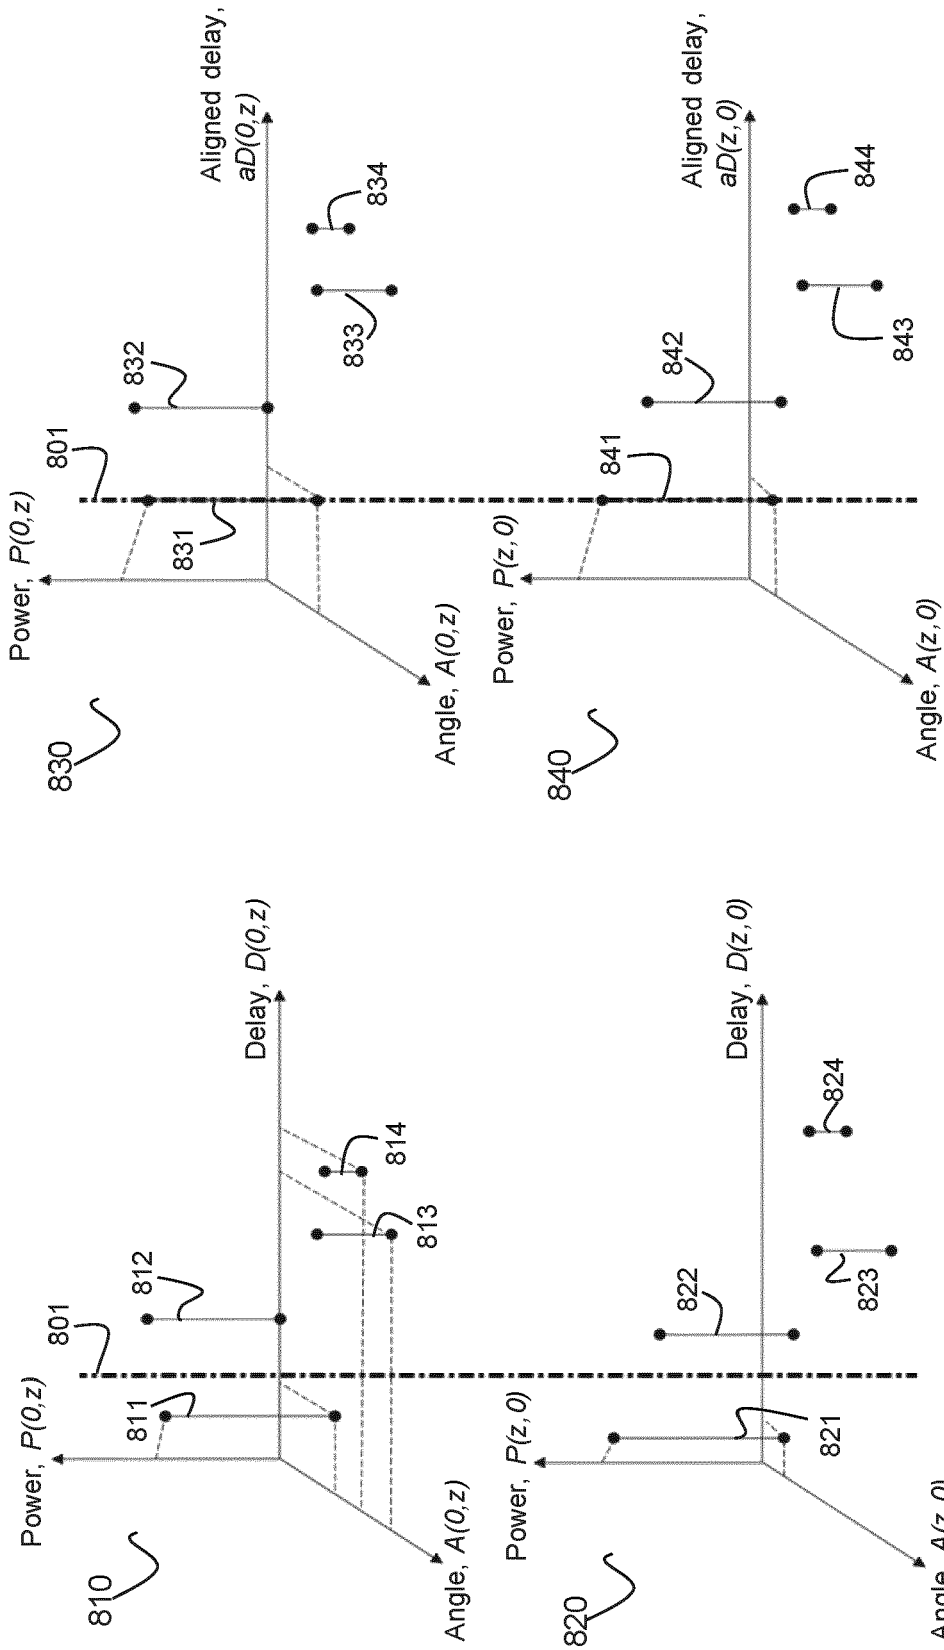 810
Power, P(0,z)
801
811
812
Delay, D(0,z)
813
814
Angle, A(0,z)
820
Power, P(z,0)
821
822
Delay, D(z,0)
823
824
Angle, A(z,0)
830
Power, P(0,z)
801
831
832
Aligned delay,
aD(0,z)
833
834
Angle, A(0,z)
840
Power, P(z,0)
841
842
Aligned delay,
aD(z,0)
843
844
Angle, A(z,0)